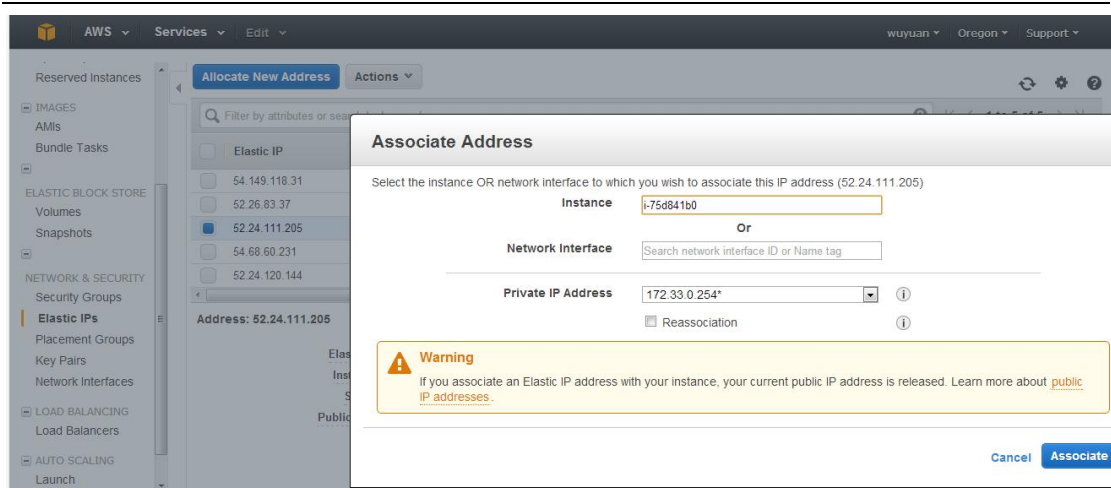 AWS Services Edit wuyuan Oregon Support
Reserved Instances
IMAGES
AMIs
Bundle Tasks
ELASTIC BLOCK STORE
Volumes
Snapshots
NETWORK & SECURITY
Security Groups
Elastic IPs
Placement Groups
Key Pairs
Network Interfaces
LOAD BALANCING
Load Balancers
AUTO SCALING
Launch
Allocate New Address Actions
Filter by attributes or
Elastic IP
54.149.118.31
52.26.83.37
52.24.111.205
54.68.60.231
52.24.120.144
Address: 52.24.111.205
Elas
Inst
S
Public
Associate Address
Select the instance OR network interface to which you wish to associate this IP address (52.24.111.205)
Instance i-75d841b0
Or
Network Interface Search network interface ID or Name tag
Private IP Address 172.33.0.254*
Reassociation
Warning
If you associate an Elastic IP address with your instance, your current public IP address is released. Learn more about public
IP addresses.
Cancel Associate